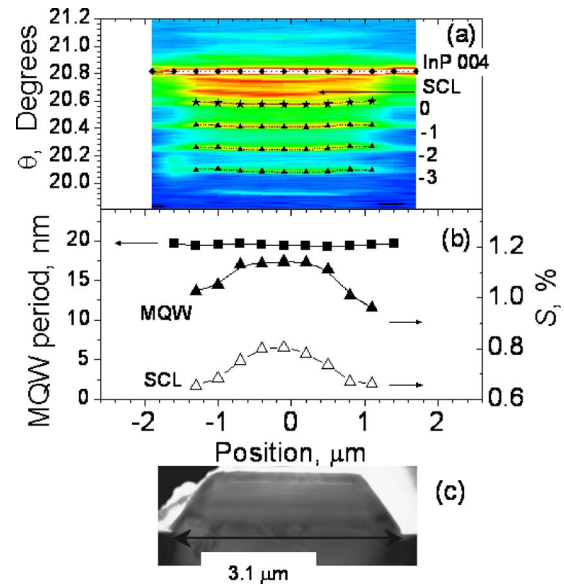 21.2
(a)
21.0
InP 004
20.8
SCL
20.6
0
20.4
-1
20.2
-2
20.0
-3
θ, Degrees
20
(b)
15
10
5
0
MQW period, nm
MQW
SCL
1.2
1.0
0.8
0.6
S, %
-2 -1 0 1 2
Position, μm
(c)
3.1 μm